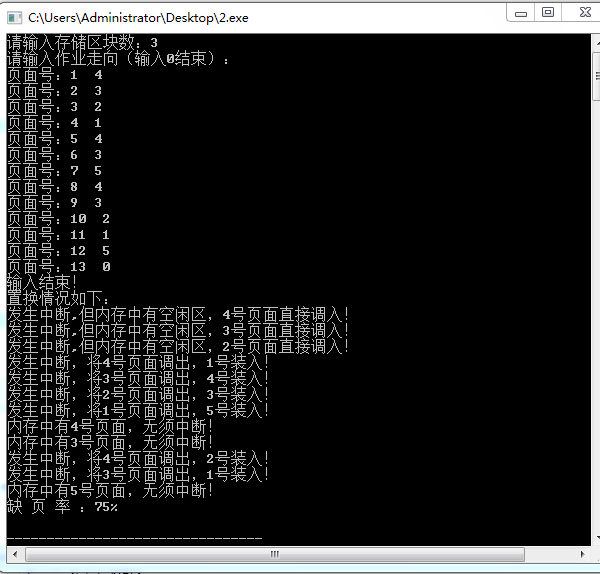 C:\Users\Administrator\Desktop\2.exe
请输入存储区块数：3
请输入作业走向（输入0结束）：
页面号：1  4
页面号：2  3
页面号：3  2
页面号：4  1
页面号：5  4
页面号：6  3
页面号：7  5
页面号：8  4
页面号：9  3
页面号：10  2
页面号：11  1
页面号：12  5
页面号：13  0
输入结束！
置换情况如下：
发生中断,但内存中有空闲区，4号页面直接调入！
发生中断,但内存中有空闲区，3号页面直接调入！
发生中断,但内存中有空闲区，2号页面直接调入！
发生中断，将4号页面调出，1号装入！
发生中断，将3号页面调出，4号装入！
发生中断，将2号页面调出，3号装入！
发生中断，将1号页面调出，5号装入！
内存中有4号页面，无须中断！
内存中有3号页面，无须中断！
发生中断，将4号页面调出，2号装入！
发生中断，将3号页面调出，1号装入！
内存中有5号页面，无须中断！
缺 页 率 ：75%
--------------------------------